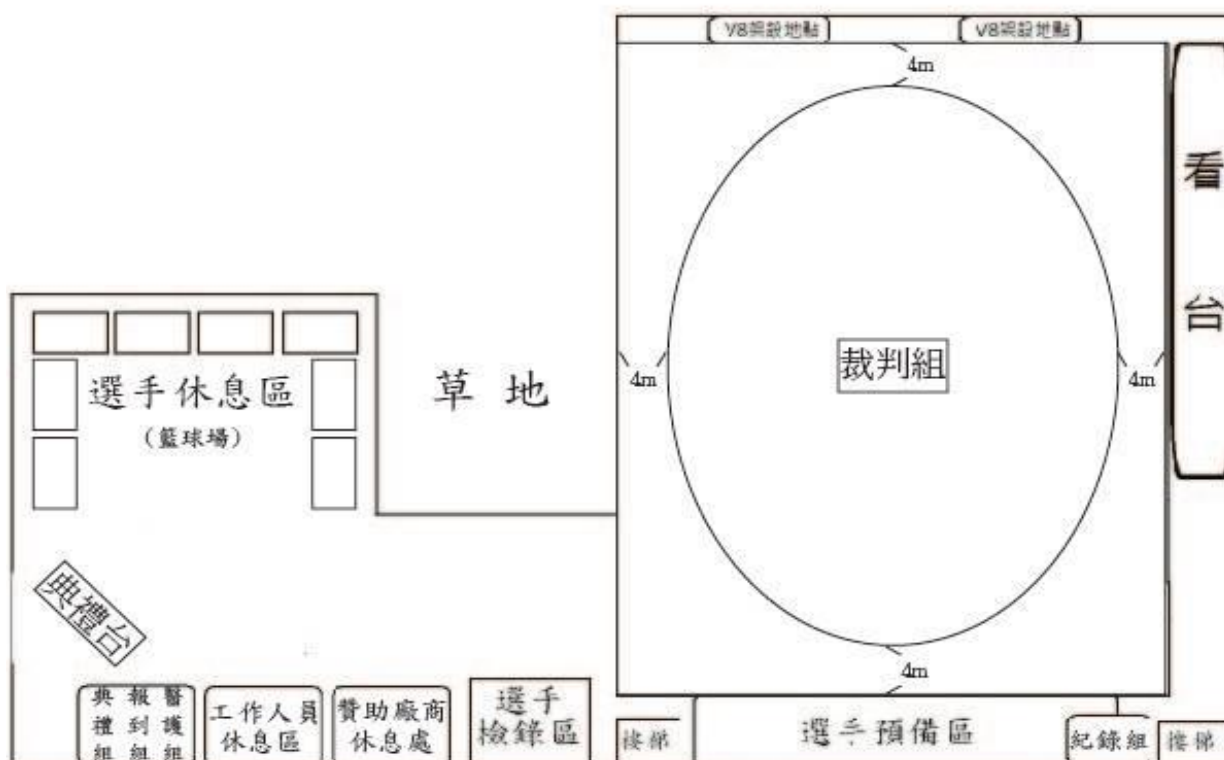 V8架設地點
V8架設地點
4m
看台
4m
裁判組
4m
選手休息區
(籃球場)
草地
典禮台
4m
典禮組
報到組
醫護組
工作人員
休息區
贊助廠商
休息處
選手
檢錄區
樓梯
選手預備區
紀錄組
樓梯